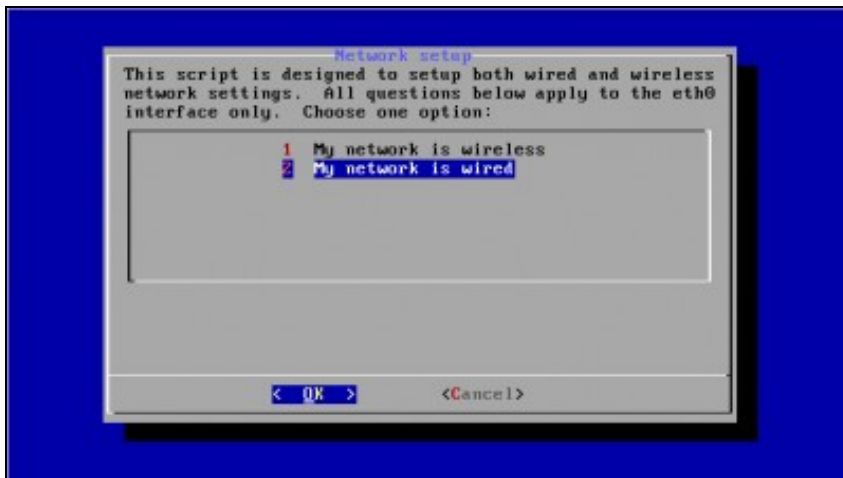 Network setup
This script is designed to setup both wired and wireless
network settings.  All questions below apply to the eth0
interface only.  Choose one option:
1  My network is wireless
2  My network is wired
<  OK  >
<Cancel>